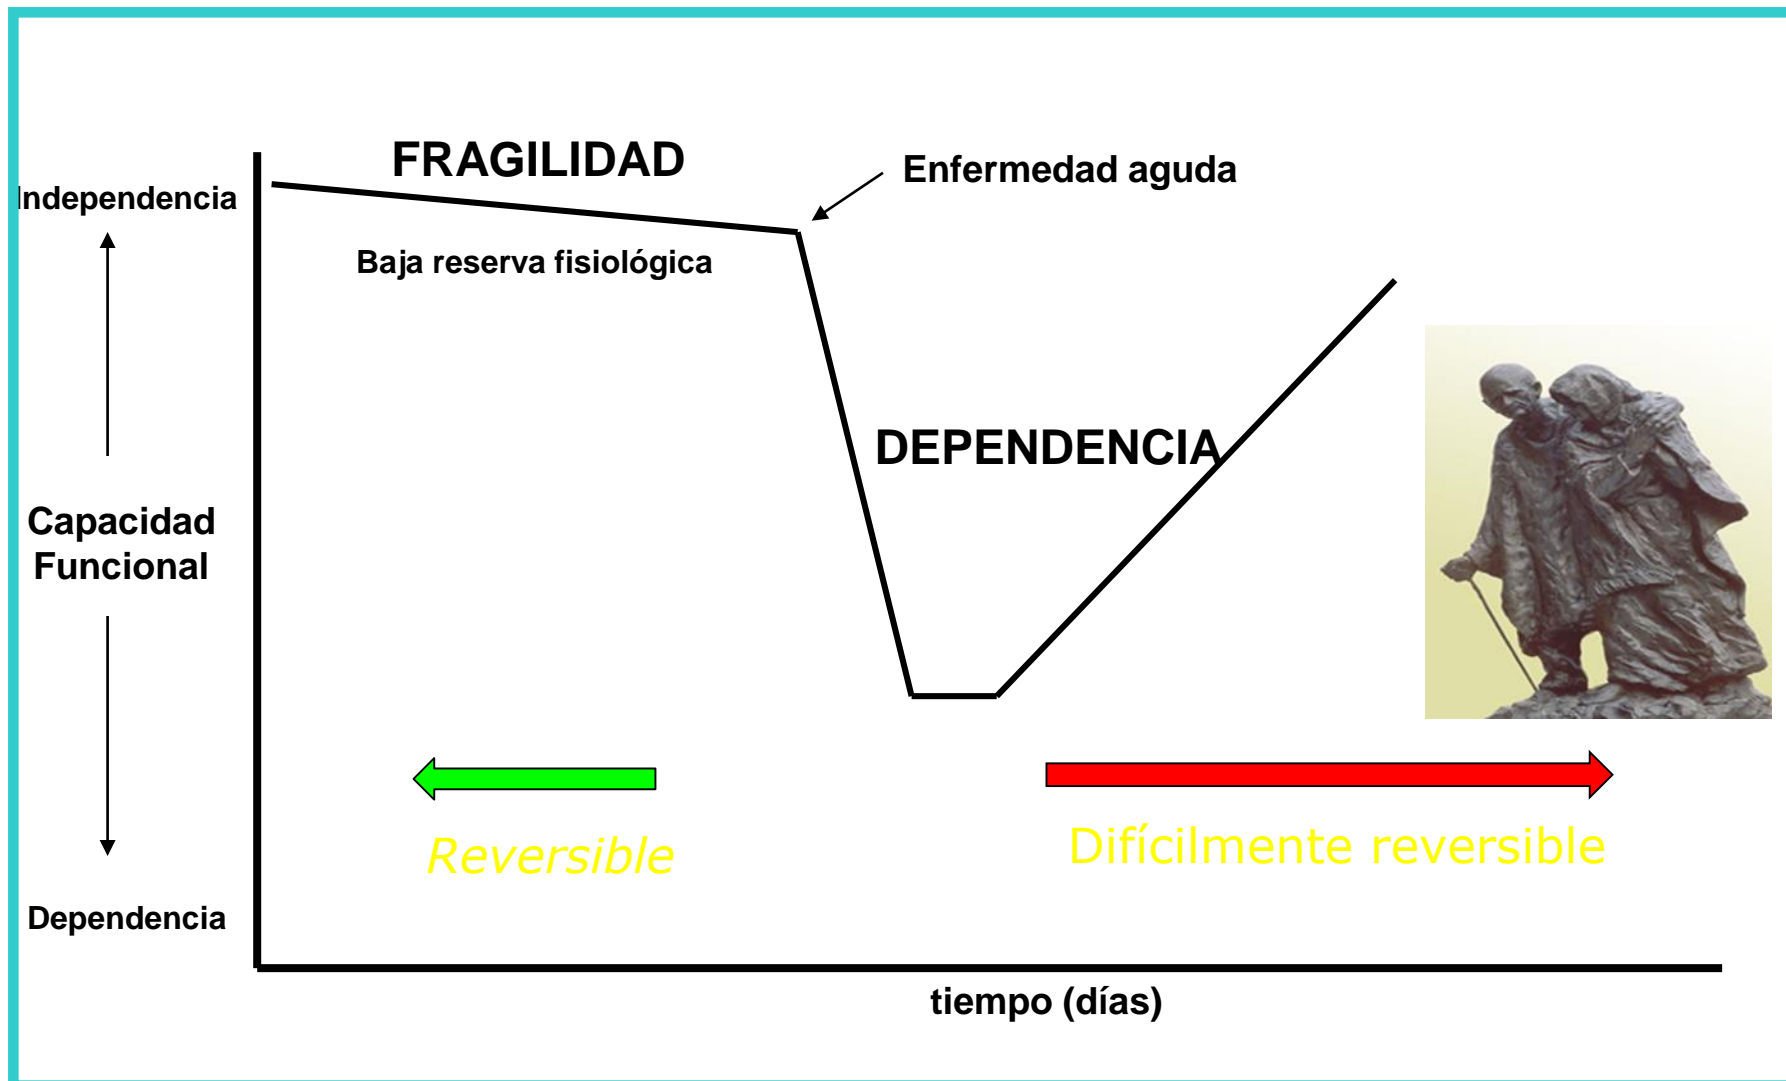 FRAGILIDAD
Enfermedad aguda
Independencia
Baja reserva fisiológica
DEPENDENCIA
Capacidad
Funcional
Reversible
Difícilmente reversible
Dependencia
tiempo (días)